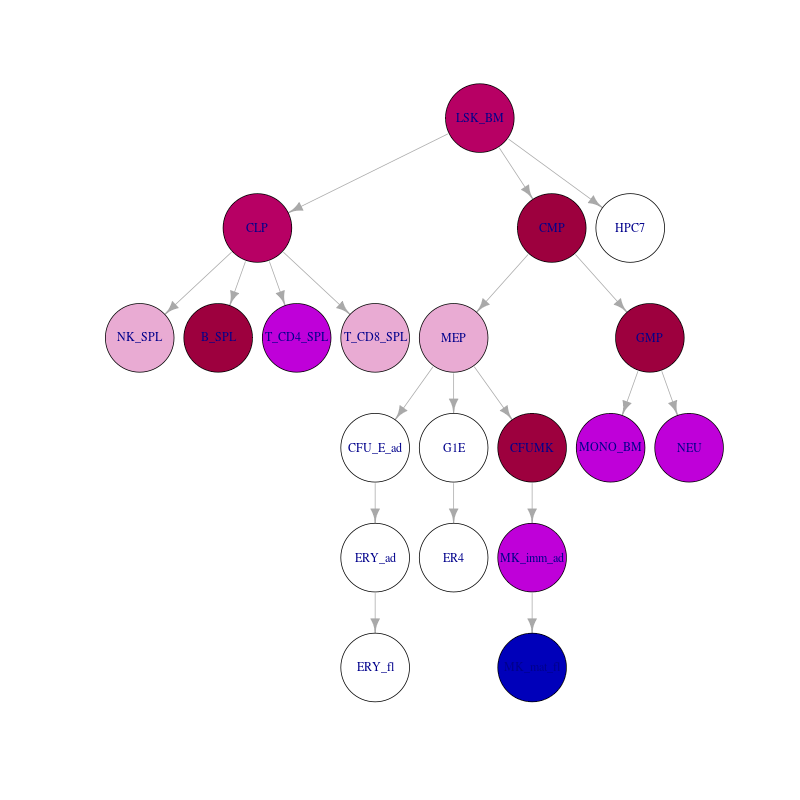 LSK_BM
CLP
CMP
HPC7
NK_SPL
B_SPL
T_CD4_SPL
T_CD8_SPL
MEP
GMP
CFU_E_ad
G1E
CFUMK
MONO_BM
NEU
ERY_ad
ER4
MK_imm_ad
ERY_fl